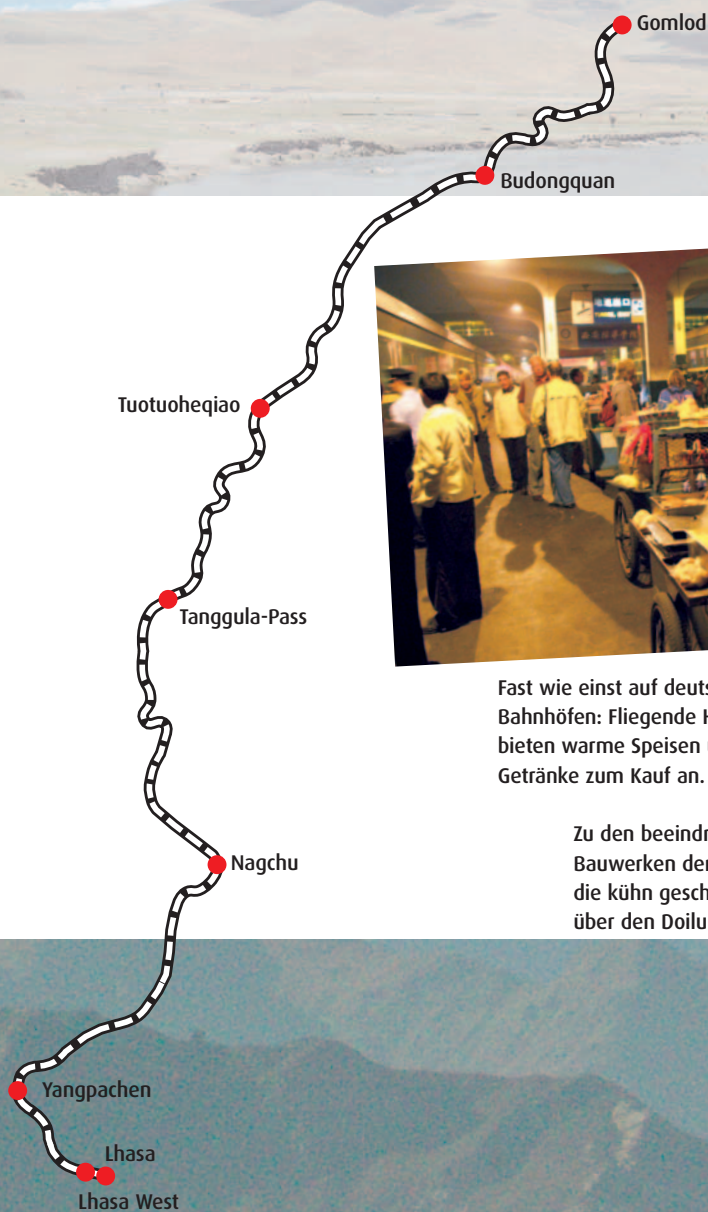 Gomlod
Budongquan
Tuotuoheqiao
Tanggula-Pass
Fast wie einst auf
Bahnhöfen: Fliegende
bieten warme Speisen
Getränke zum Kauf an.
Nagchu
Zu den
Bauwerken
die kühn
über den
Yangpachen
Lhasa
Lhasa West